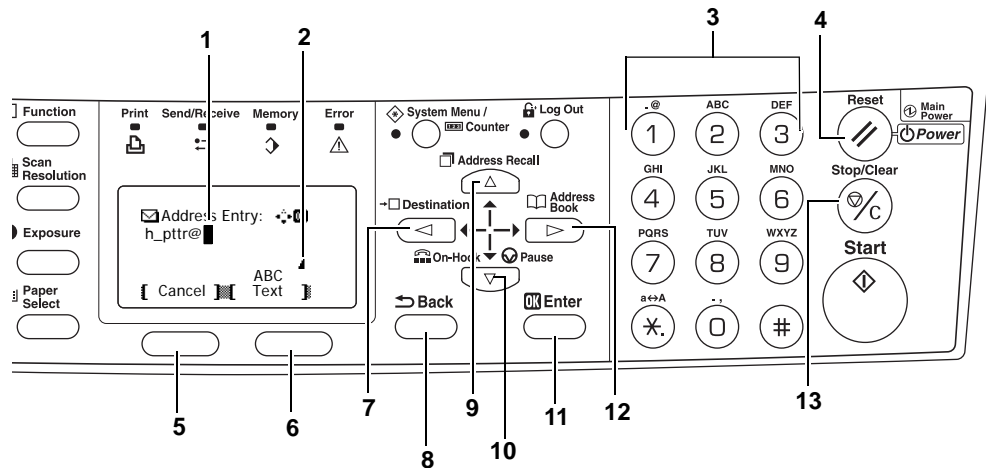 1
2
3
4
Function
Print
Send/Receive
Memory
Error
System Menu /
Counter
Log Out
.@
ABC
DEF
1
2
3
Reset
Main
Power
Power
Scan
Resolution
Address Recall
GHI
JKL
MNO
4
5
6
Stop/Clear
C
Address Entry:
OK
h_pttr@
Destination
Address
Book
Exposure
PQRS
TUV
WXYZ
7
8
9
Start
On-Hook
Pause
ABC
[ Cancel ] [ Text ]
Paper
Select
Back
OK Enter
a↔A
. ,
*.
0
#
5
6
7
8
9
10
11
12
13